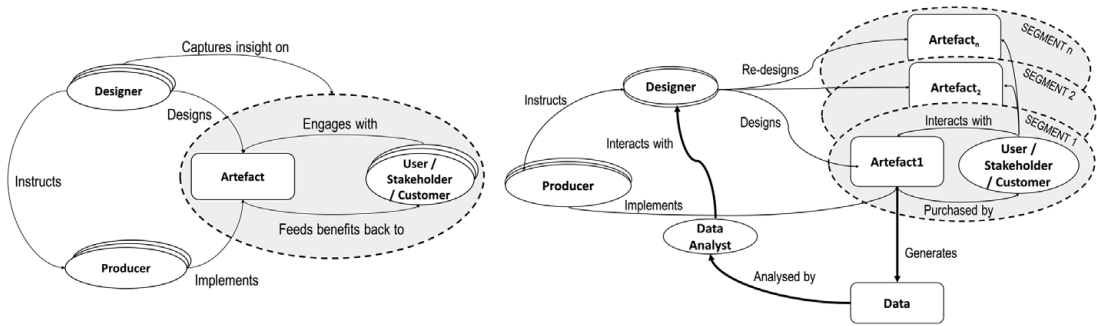 Captures insight on
Designer
Designs
Engages with
Instructs
Artefact
User /
Stakeholder
/ Customer
Feeds benefits back to
Producer
Implements
SEGMENT n
Artefactn
Re-designs
SEGMENT 2
Artefact2
Instructs
Designer
Designs
SEGMENT 1
Interacts with
Interacts with
Artefact1
User /
Stakeholder
/ Customer
Producer
Implements
Purchased by
Data
Analyst
Generates
Analysed by
Data